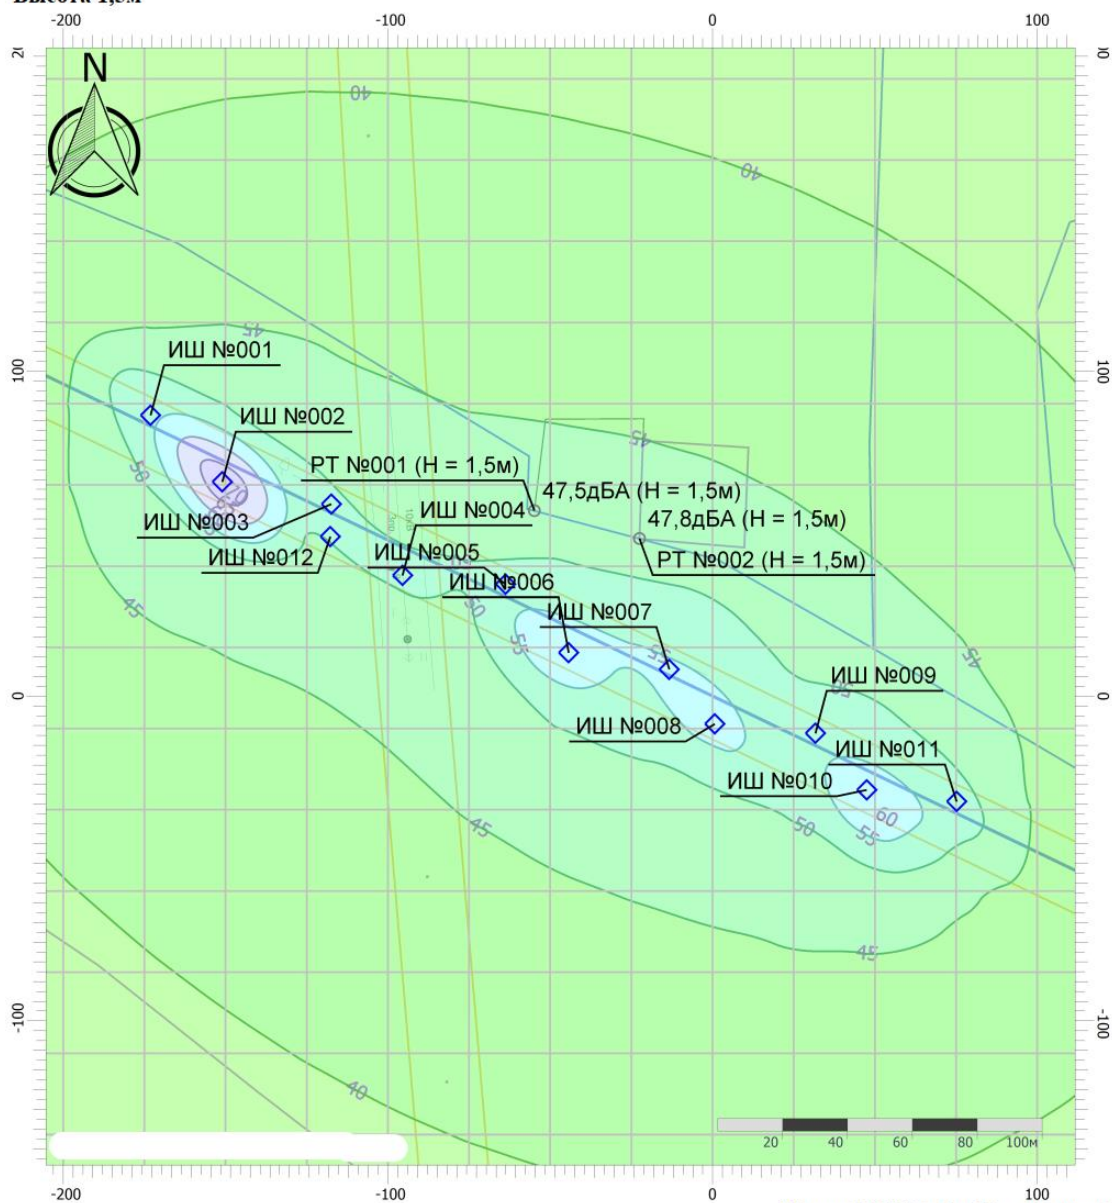 Высота 1,5м
-200 -100 0 100
N
40
40
45
100 100
ИШ №001
ИШ №002
45
РТ №001 (H = 1,5м)
50
47,5дБА (H = 1,5м)
70
ИШ №003
ИШ №004
47,8дБА (H = 1,5м)
ИШ №012
ИШ №005
РТ №002 (H = 1,5м)
ИШ №006
45
50
ИШ №007
55
55
45
50
ИШ №009
0 0
ИШ №008
ИШ №011
ИШ №010
60
45
50
55
45
-100 -100
40
20 40 60 80 100м
-200 -100 0 100